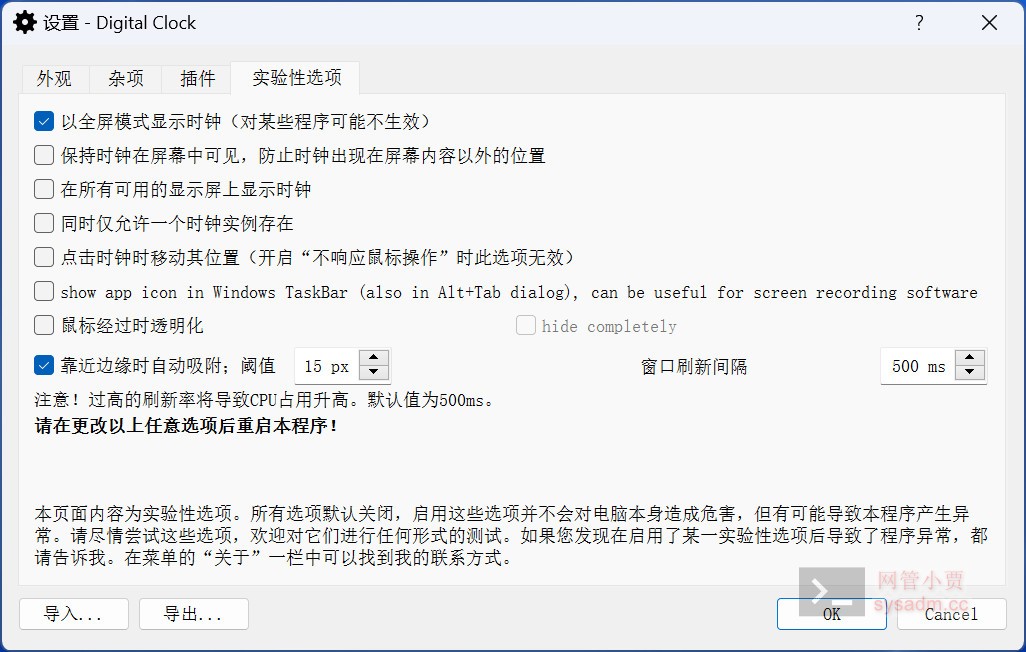 设置 - Digital Clock
?
外观 杂项 插件 实验性选项
以全屏模式显示时钟（对某些程序可能不生效）
保持时钟在屏幕中可见，防止时钟出现在屏幕内容以外的位置
在所有可用的显示屏上显示时钟
同时仅允许一个时钟实例存在
点击时钟时移动其位置（开启“不响应鼠标操作”时此选项无效）
show app icon in Windows TaskBar (also in Alt+Tab dialog), can be useful for screen recording software
鼠标经过时透明化 hide completely
靠近边缘时自动吸附；阈值 15 px 窗口刷新间隔 500 ms
注意！过高的刷新率将导致CPU占用升高。默认值为500ms。
请在更改以上任意选项后重启本程序！
本页面内容为实验性选项。所有选项默认关闭，启用这些选项并不会对电脑本身造成危害，但有可能导致本程序产生异
常。请尽情尝试这些选项，欢迎对它们进行任何形式的测试。如果您发现在启用了某一实验性选项后导致了程序异常，都
请告诉我。在菜单的“关于”一栏中可以找到我的联系方式。
网管小贾
sysadm.cc
导入... 导出... OK Cancel